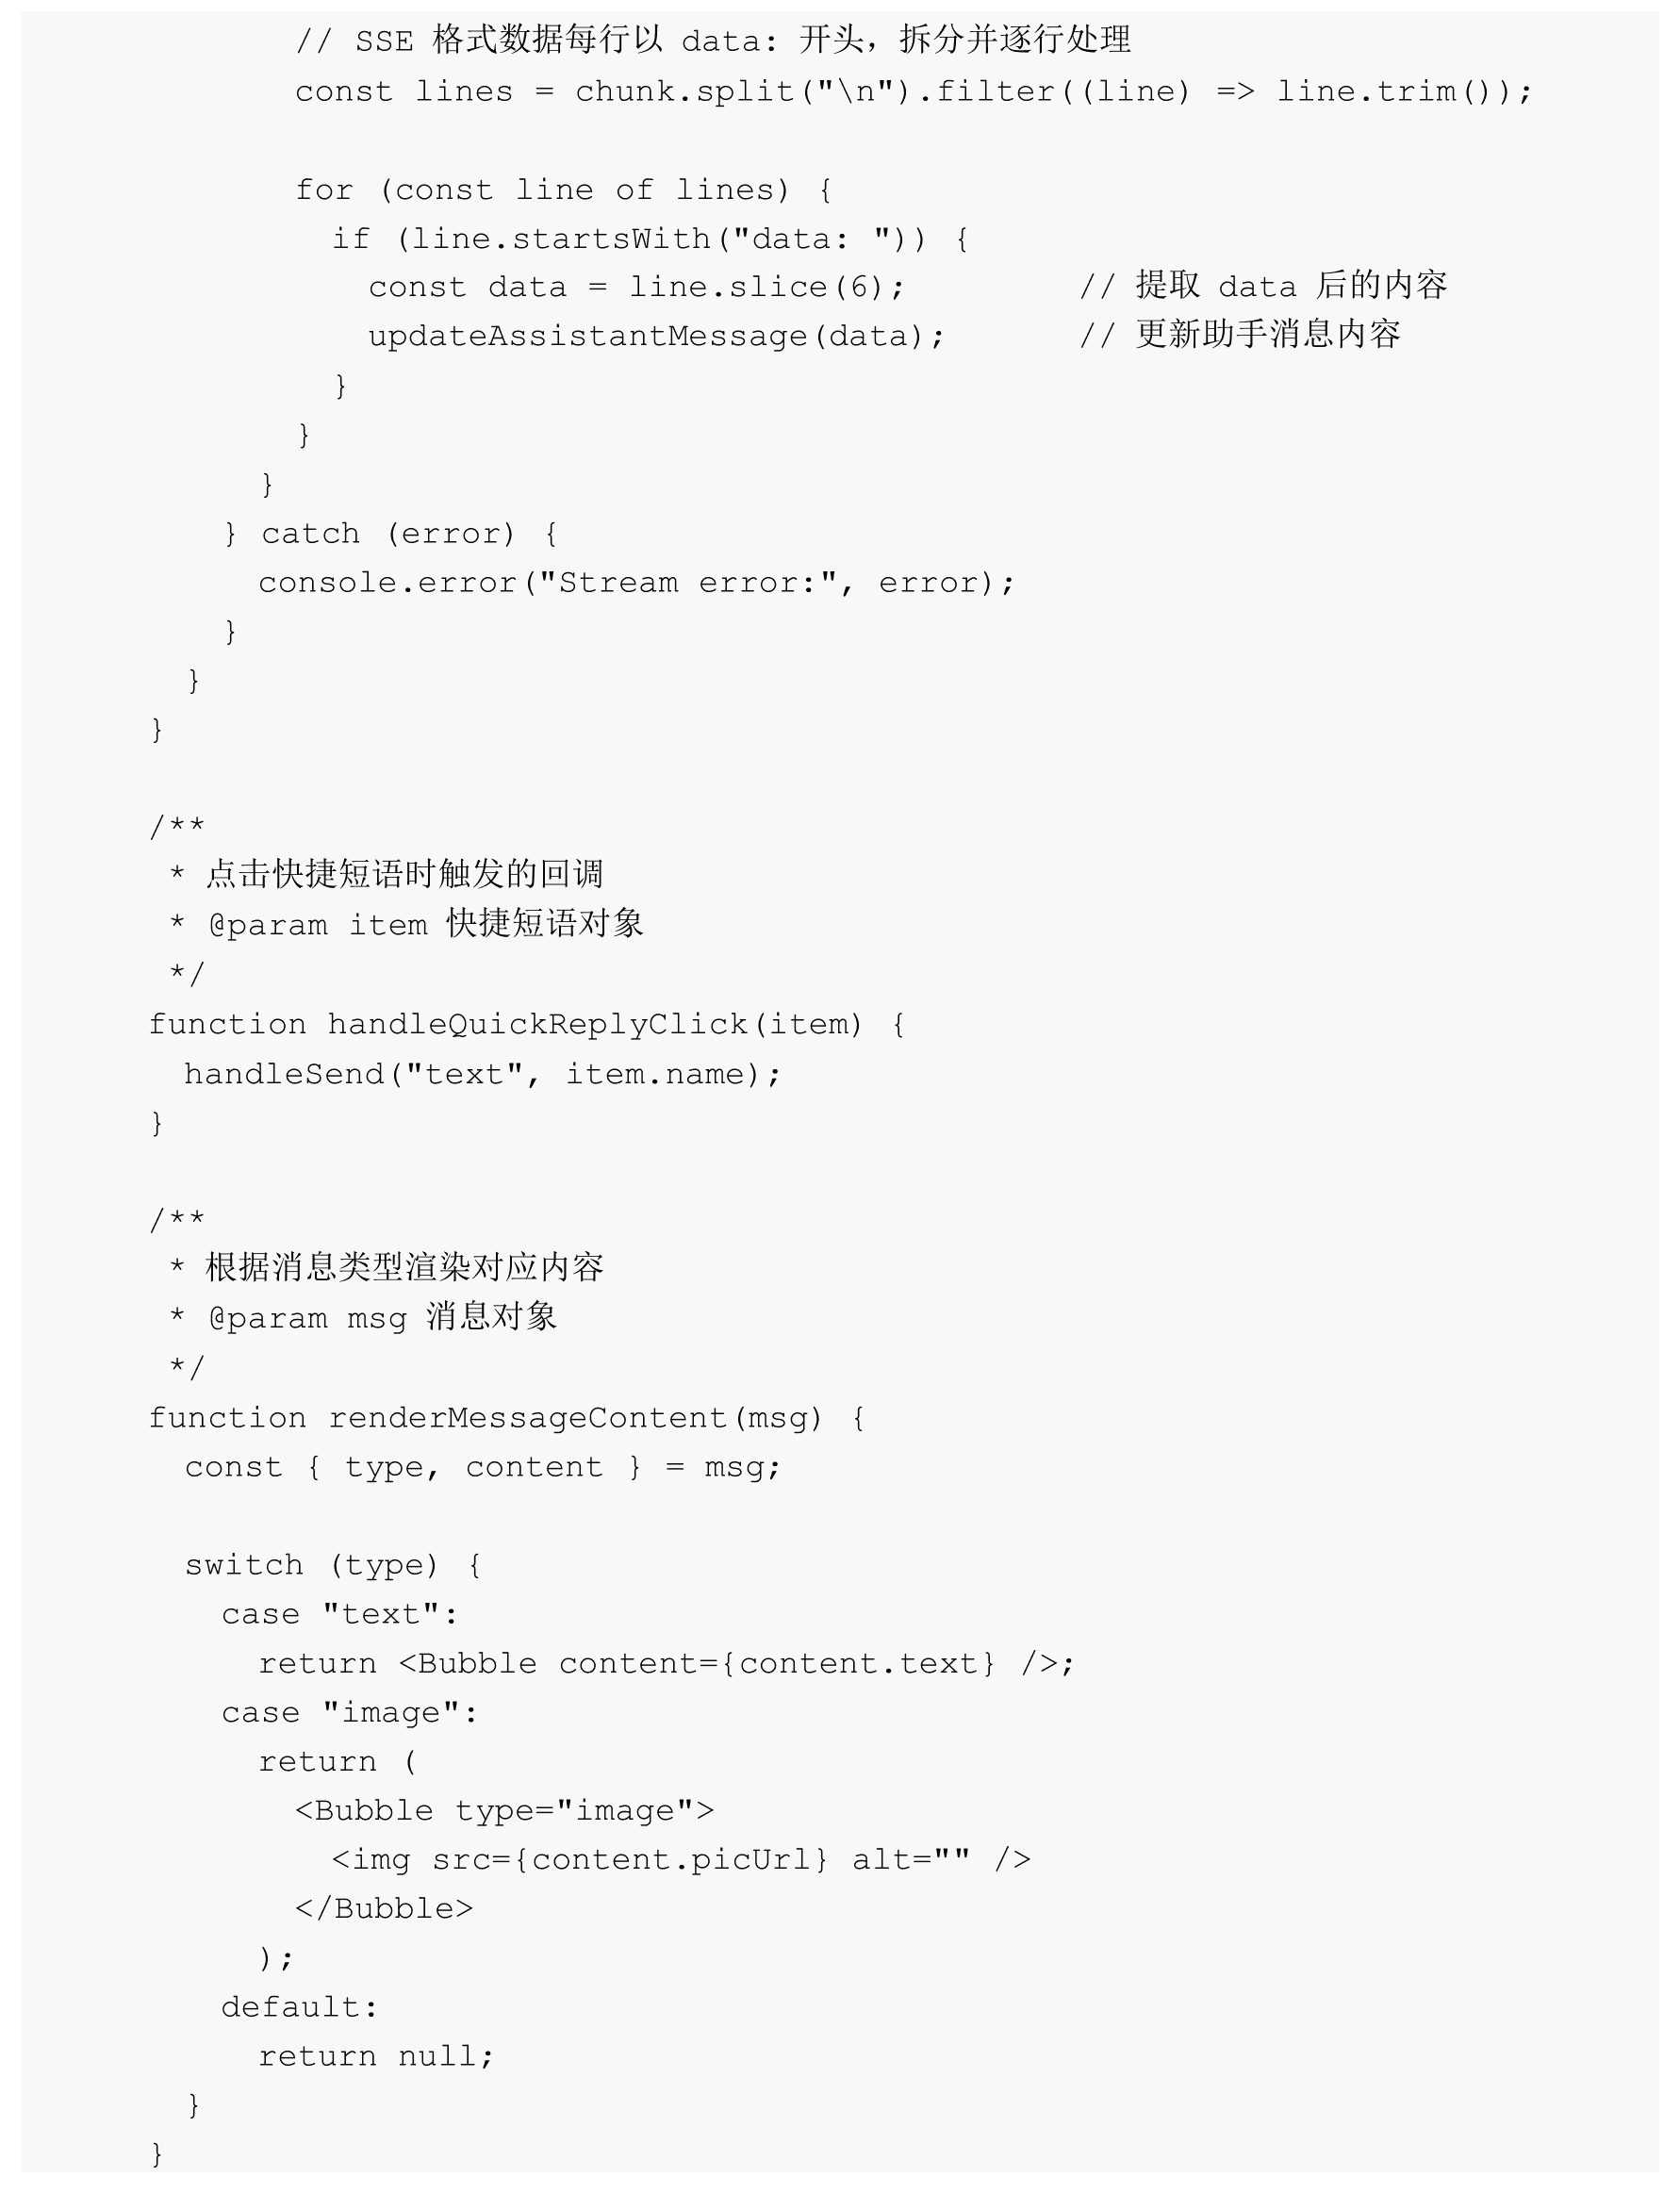 // SSE 格式数据每行以 data: 开头，拆分并逐行处理
        const lines = chunk.split("\n").filter((line) => line.trim());

        for (const line of lines) {
          if (line.startsWith("data: ")) {
            const data = line.slice(6);         // 提取 data 后的内容
            updateAssistantMessage(data);       // 更新助手消息内容
          }
        }
      }
    } catch (error) {
      console.error("Stream error:", error);
    }
  }
}

/**
 * 点击快捷短语时触发的回调
 * @param item 快捷短语对象
 */
function handleQuickReplyClick(item) {
  handleSend("text", item.name);
}

/**
 * 根据消息类型渲染对应内容
 * @param msg 消息对象
 */
function renderMessageContent(msg) {
  const { type, content } = msg;

  switch (type) {
    case "text":
      return <Bubble content={content.text} />;
    case "image":
      return (
        <Bubble type="image">
          <img src={content.picUrl} alt="" />
        </Bubble>
      );
    default:
      return null;
  }
}